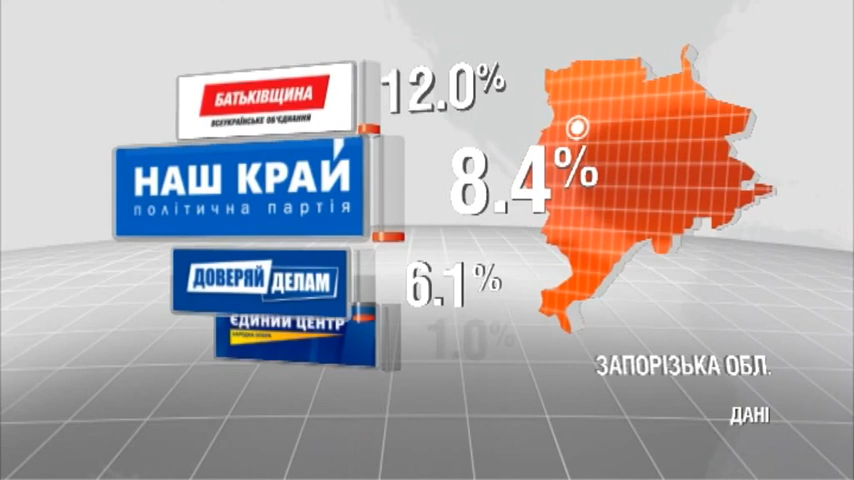 БАТЬКІВЩИНА
ВСЕУКРАЇНСЬКЕ ОБ'ЄДНАННЯ
12.0%
НАШ КРАЙ
політична партія
8.4%
ДОВЕРЯЙ ДЕЛАМ
6.1%
ЄДИНИЙ ЦЕНТР
1.0%
ЗАПОРІЗЬКА ОБЛ.
ДАНІ